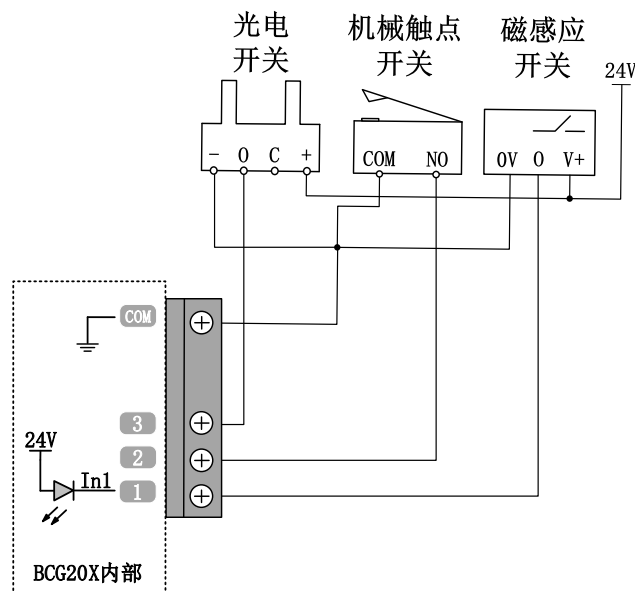 光电
开关
机械触点
开关
磁感应
开关
24V
- O C +
COM NO
OV O V+
COM
3
2
1
24V
In1
BCG20X内部